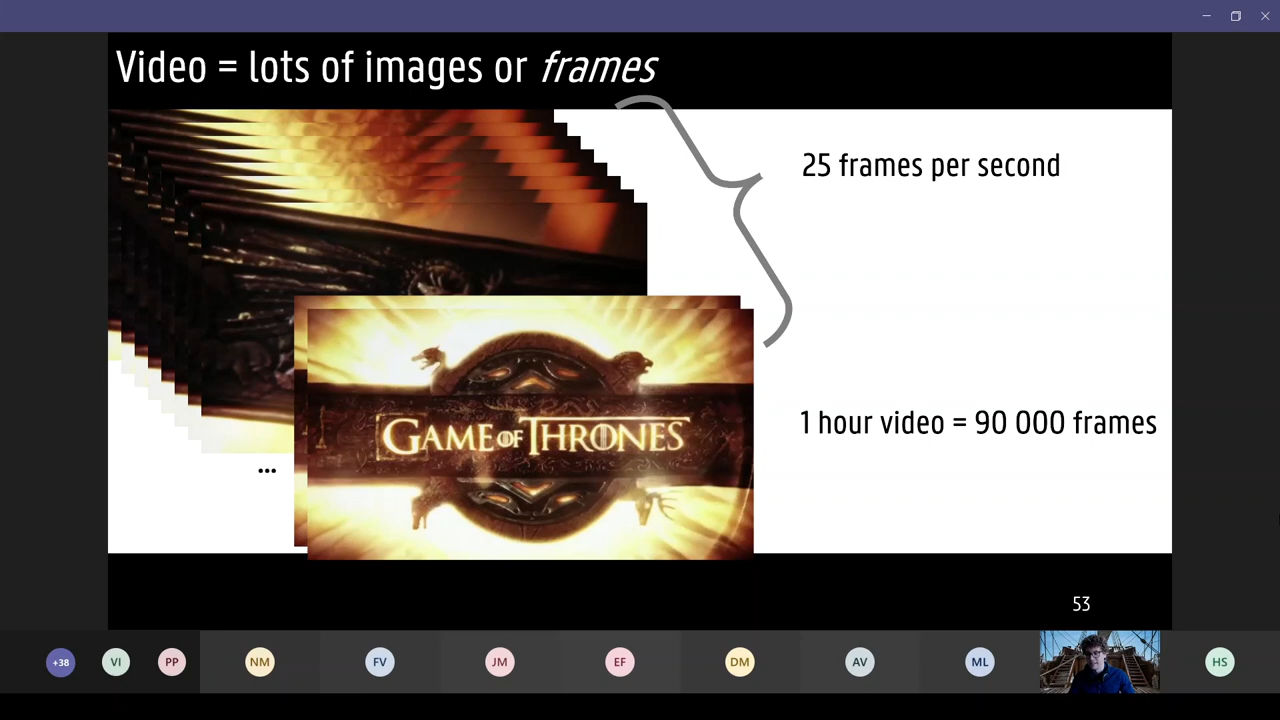 Video = lots of images or frames
25 frames per second
GAME OF THRONES
1 hour video = 90 000 frames
...
53
+38
VI
PP
NM
FV
JM
EF
DM
AV
ML
HS